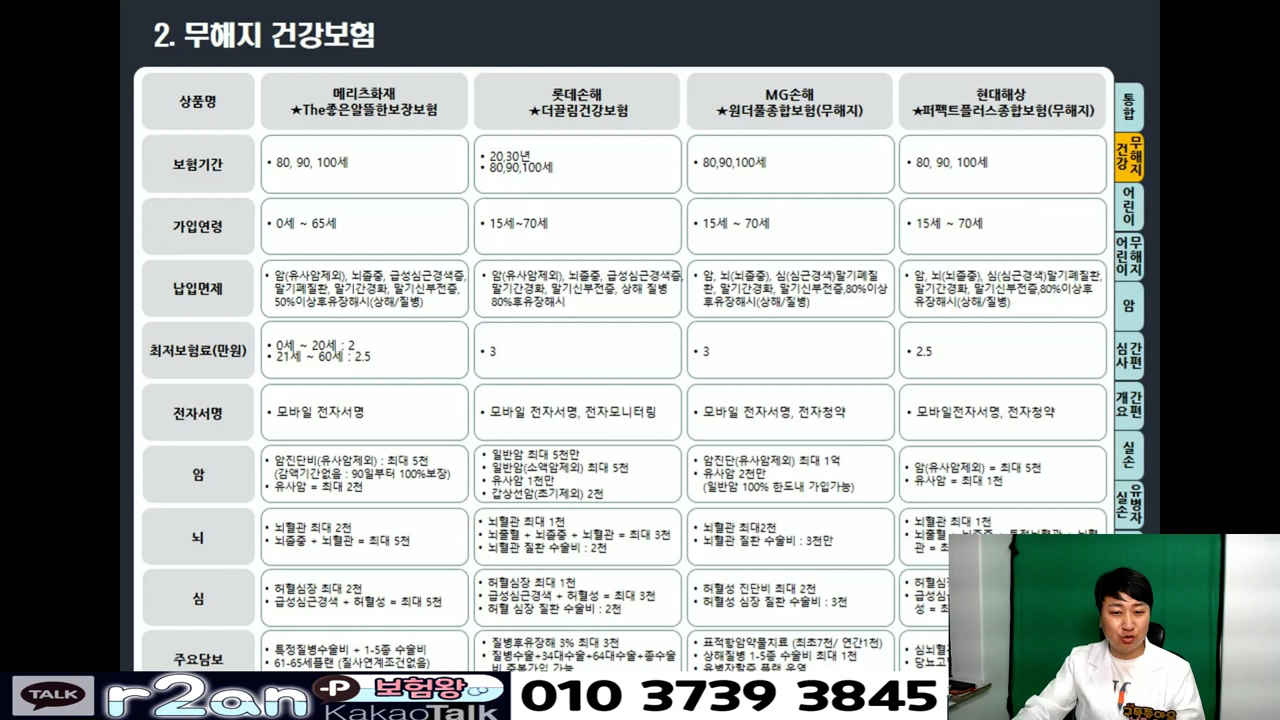 2. 무해지 건강보험
상품명
메리츠화재
★The좋은알뜰한보장보험
롯데손해
★더끌림건강보험
MG손해
★원더풀종합보험(무해지)
현대해상
★퍼펙트플러스종합보험(무해지)
보험기간
• 80, 90, 100세
• 20.30년
• 80,90,100세
• 80,90,100세
• 80, 90, 100세
가입연령
• 0세 ~ 65세
• 15세~70세
• 15세 ~ 70세
• 15세 ~ 70세
납입면제
• 암(유사암제외), 뇌졸중, 급성심근경색증,
말기폐질환, 말기간경화, 말기신부전증,
50%이상후유장해시(상해/질병)
• 암(유사암제외), 뇌졸중, 급성심근경색증,
말기간경화, 말기신부전증, 상해 질병
80%후유장해시
• 암, 뇌(뇌졸중), 심(심근경색)말기폐질
환, 말기간경화, 말기신부전증,80%이상
후유장해시(상해/질병)
• 암, 뇌(뇌졸중), 심(심근경색)말기폐질환,
말기간경화, 말기신부전증,80%이상후
유장해시(상해/질병)
최저보험료(만원)
• 0세 ~ 20세 : 2
• 21세 ~ 60세 : 2.5
• 3
• 3
• 2.5
전자서명
• 모바일 전자서명
• 모바일 전자서명, 전자모니터링
• 모바일 전자서명, 전자청약
• 모바일전자서명, 전자청약
암
• 암진단비(유사암제외) : 최대 5천
(감액기간없음 : 90일부터 100%보장)
• 유사암 = 최대 2천
• 일반암 최대 5천만
• 일반암(소액암제외) 최대 5천
• 유사암 1천만
• 갑상선암(초기제외) 2천
• 암진단(유사암제외) 최대 1억
• 유사암 2천만
(일반암 100% 한도내 가입가능)
• 암(유사암제외) = 최대 5천
• 유사암 = 최대 1천
뇌
• 뇌혈관 최대 2천
• 뇌졸중 + 뇌혈관 = 최대 5천
• 뇌혈관 최대 1천
• 뇌출혈 + 뇌졸중 + 뇌혈관 = 최대 3천
• 뇌혈관 질환 수술비 : 2천
• 뇌혈관 최대2천
• 뇌혈관 질환 수술비 : 3천만
• 뇌혈관 최대 1천
심
• 허혈심장 최대 2천
• 급성심근경색 + 허혈성 = 최대 5천
• 허혈심장 최대 1천
• 급성심근경색 + 허혈성 = 최대 3천
• 허혈 심장 질환 수술비 : 2천
• 허혈성 진단비 최대 2천
• 허혈성 심장 질환 수술비 : 3천
주요담보
• 특정질병수술비 + 1-5종 수술비
• 61-65세플랜 (질사연계조건없음)
• 질병후유장해 3% 최대 3천
• 질병수술+34대수술+64대수술+종수술
• 표적항암약물치료 (최초7천/ 연간1천)
• 상해질병 1-5종 수술비 최대 1천
통합
무해지 건강
어린이
무해지 어린이
암
간편심사
간편개요
실손
유병자실손
TALK
r2an
-P 보험왕
KakaoTalk
010 3739 3845